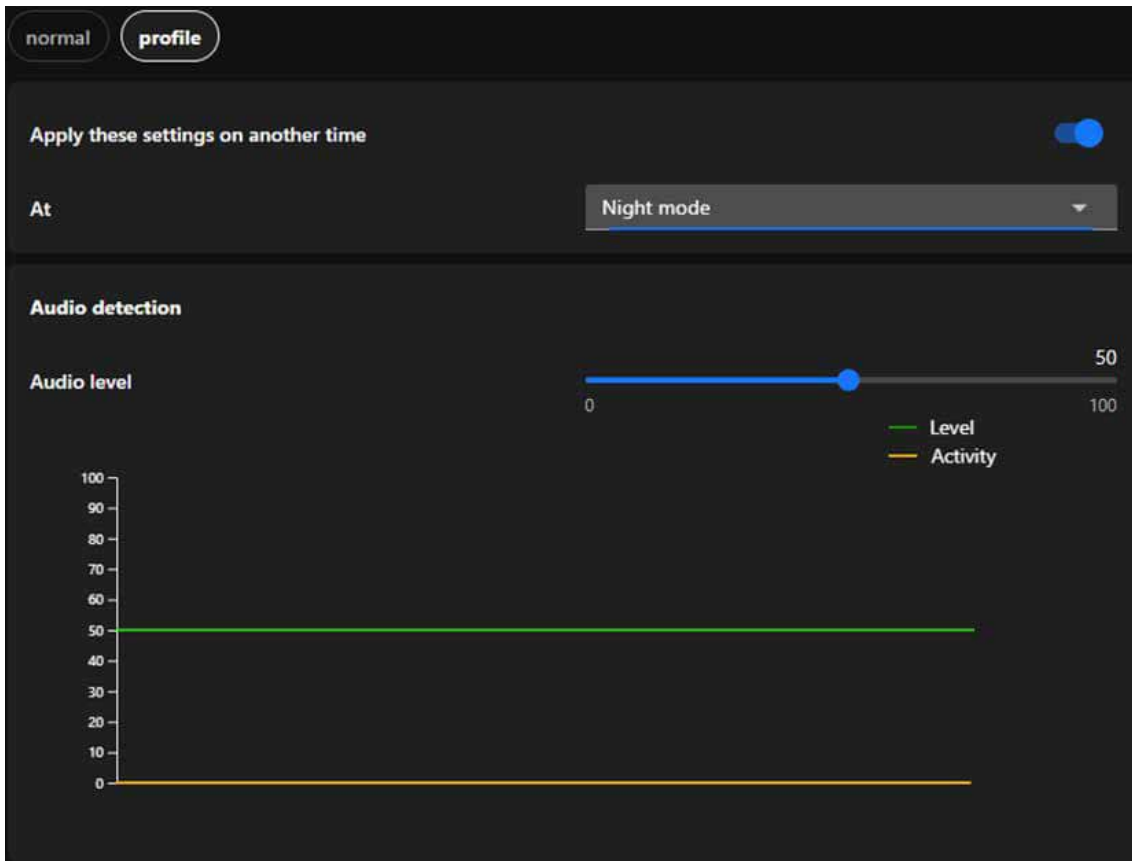 normal profile
Apply these settings on another time
At Night mode
Audio detection
50
Audio level
0 100
Level
Activity
100
90
80
70
60
50
40
30
20
10
0